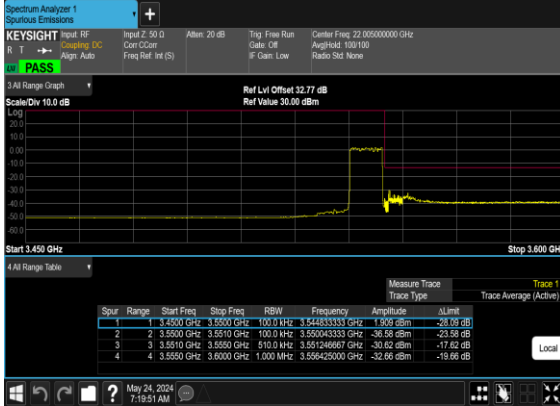 Spectrum Analyzer 1
Spurious Emissions
+
KEYSIGHT Input: RF Input Z: 50 Ω Atten: 20 dB Trig: Free Run Center Freq: 22.005000000 GHz
R T Coupling: DC Corr CCorr Gate: Off Avg|Hold: 100/100
Align: Auto Freq Ref: Int (S) IF Gain: Low Radio Std: None
LXI PASS
3 All Range Graph
Ref Lvl Offset 32.77 dB
Scale/Div 10.0 dB Ref Value 30.00 dBm
Log
20.0
10.0
0.00
-10.0
-20.0
-30.0
-40.0
-50.0
-60.0
Start 3.450 GHz Stop 3.600 GH
4 All Range Table
Measure Trace Trace 1
Trace Type Trace Average (Active)
Spur Range Start Freq Stop Freq RBW Frequency Amplitude ΔLimit
1 1 3.4500 GHz 3.5500 GHz 100.0 kHz 3.544833333 GHz 1.909 dBm -28.09 dB
2 2 3.5500 GHz 3.5510 GHz 100.0 kHz 3.550043333 GHz -36.58 dBm -23.58 dB
3 3 3.5510 GHz 3.5550 GHz 510.0 kHz 3.551246667 GHz -30.62 dBm -17.62 dB
4 4 3.5550 GHz 3.6000 GHz 1.000 MHz 3.556425000 GHz -32.66 dBm -19.66 dB
Local
? May 24, 2024
7:19:51 AM